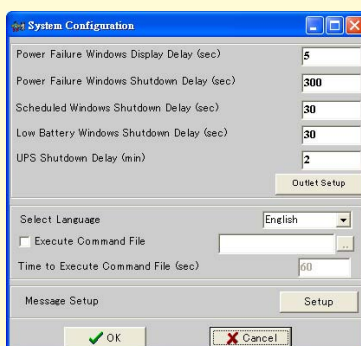 System Configuration
Power Failure Windows Display Delay (sec) 5
Power Failure Windows Shutdown Delay (sec) 300
Scheduled Windows Shutdown Delay (sec) 30
Low Battery Windows Shutdown Delay (sec) 30
UPS Shutdown Delay (min) 2
Outlet Setup
Select Language English
Execute Command File ..
Time to Execute Command File (sec) 60
Message Setup Setup
OK Cancel